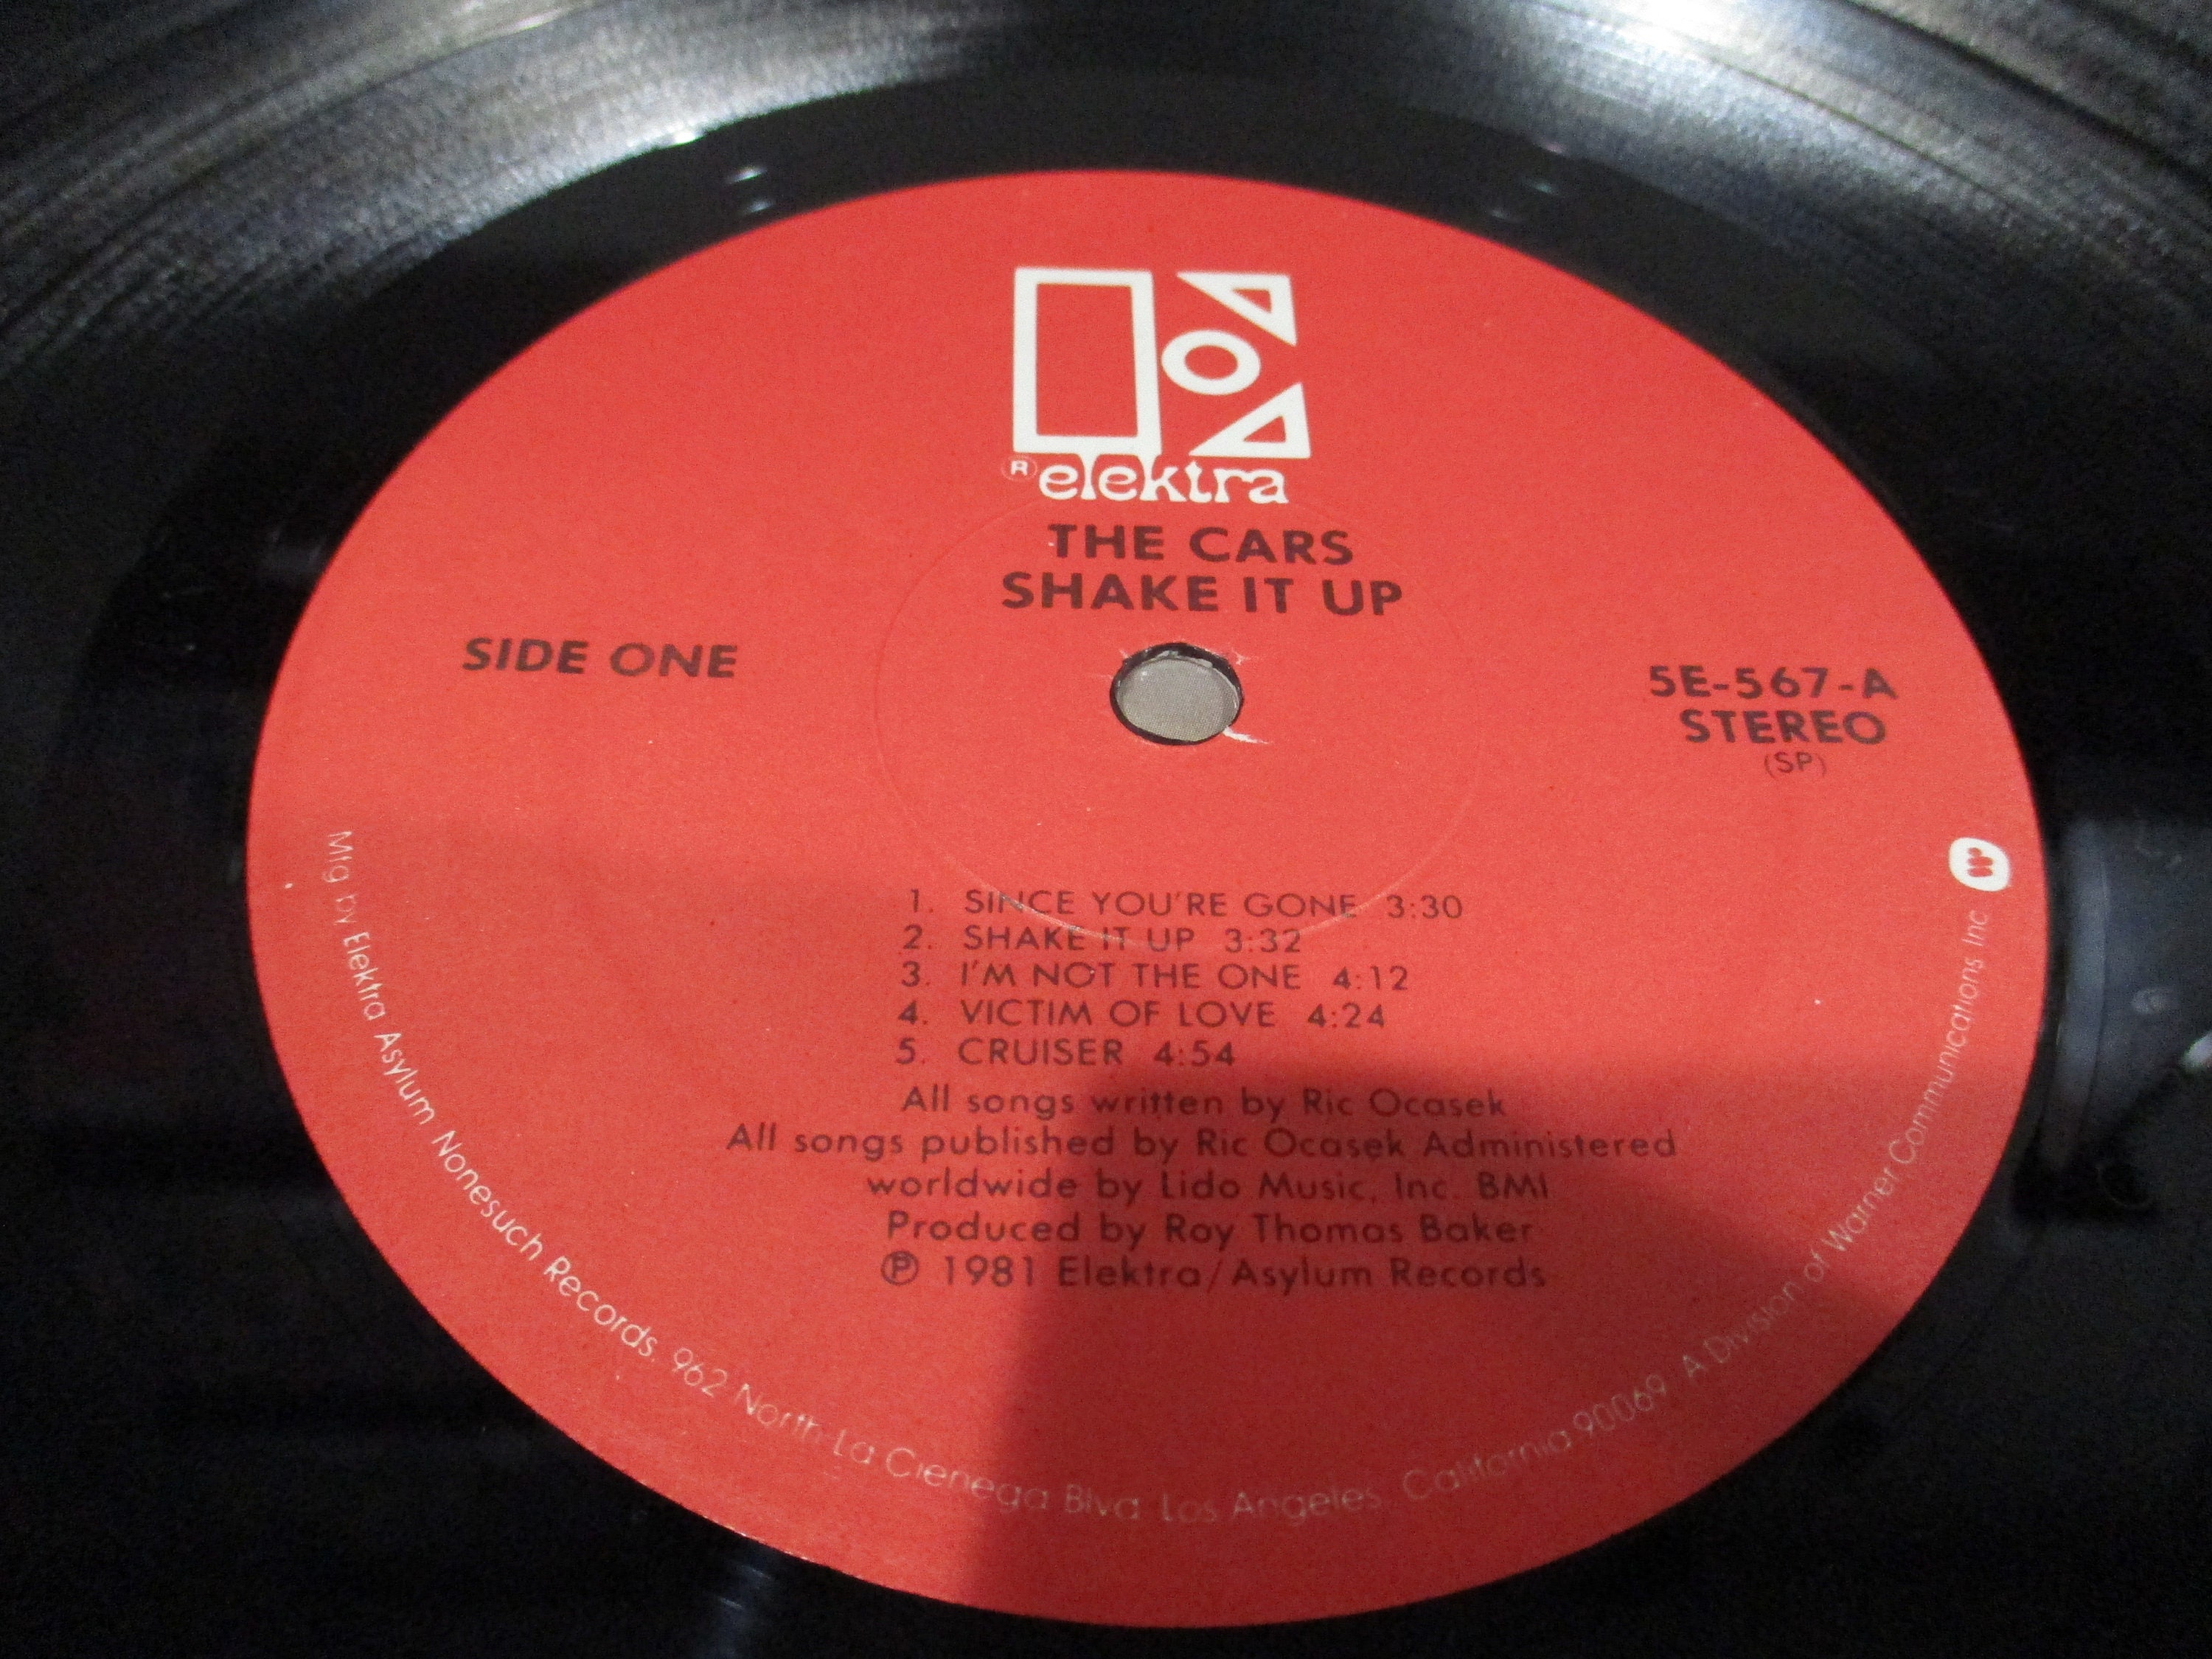 ® elektra
THE CARS
SHAKE IT UP
SIDE ONE
5E-567-A
STEREO
(SP)
1. SINCE YOU'RE GONE 3:30
2. SHAKE IT UP 3:32
3. I'M NOT THE ONE 4:12
4. VICTIM OF LOVE 4:24
5. CRUISER 4:54
All songs written by Ric Ocasek
All songs published by Ric Ocasek Administered
worldwide by Lido Music, Inc. BMI
Produced by Roy Thomas Baker
℗ 1981 Elektra/Asylum Records
Mfg by Elektra Asylum Nonesuch Records. 962 North La Cienega Blvd Los Angeles, California 90069 A Division of Warner Communications Inc